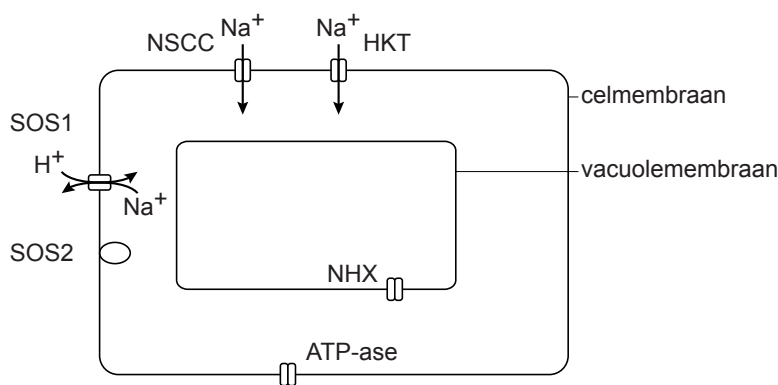 NSCC Na⁺
Na⁺ HKT
celmembraan
SOS1
H⁺
Na⁺
vacuolemembraan
SOS2
NHX
ATP-ase